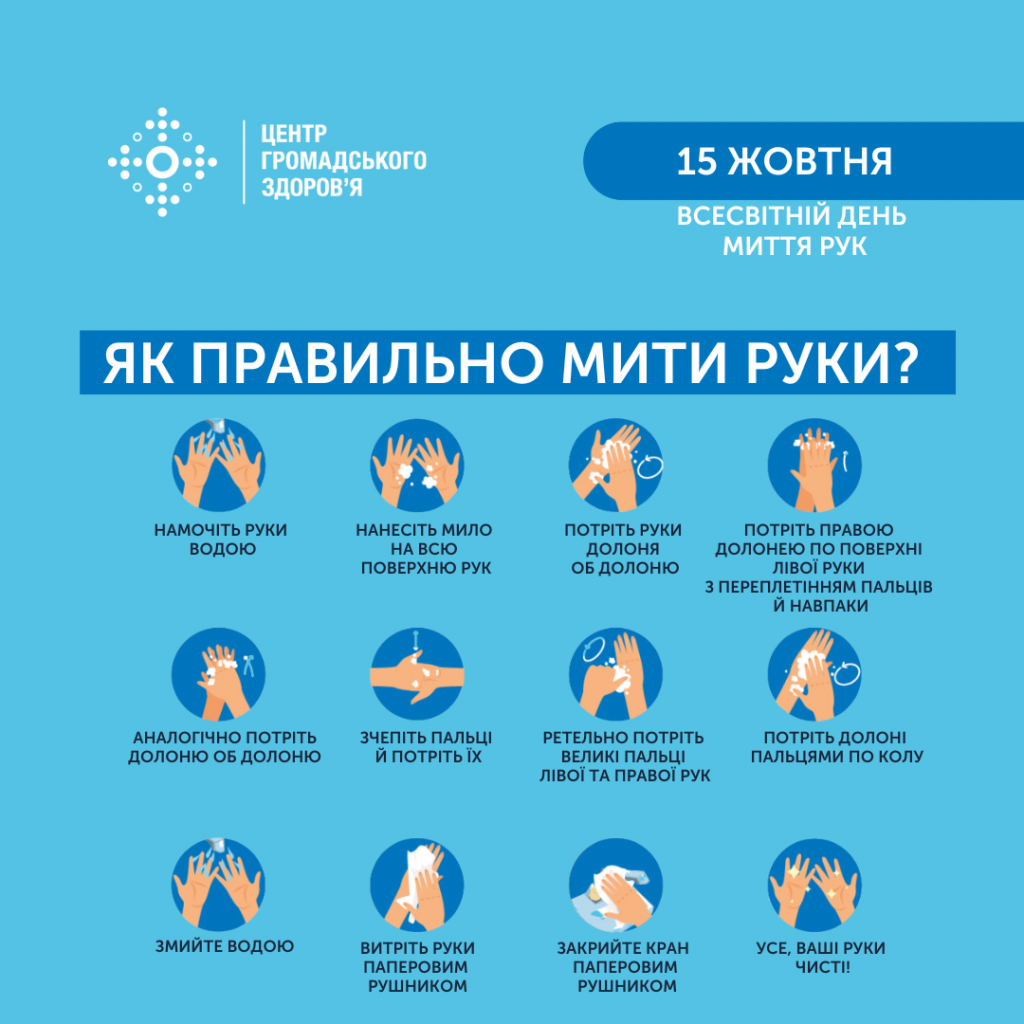 ЦЕНТР
ГРОМАДСЬКОГО
ЗДОРОВ'Я
15 ЖОВТНЯ
ВСЕСВІТНІЙ ДЕНЬ
МИТТЯ РУК
ЯК ПРАВИЛЬНО МИТИ РУКИ?
НАМОЧІТЬ РУКИ
ВОДОЮ
НАНЕСІТЬ МИЛО
НА ВСЮ
ПОВЕРХНЮ РУК
ПОТРІТЬ РУКИ
ДОЛОНЯ
ОБ ДОЛОНЮ
ПОТРІТЬ ПРАВОЮ
ДОЛОНЕЮ ПО ПОВЕРХНІ
ЛІВОЇ РУКИ
З ПЕРЕПЛЕТІННЯМ ПАЛЬЦІВ
Й НАВПАКИ
АНАЛОГІЧНО ПОТРІТЬ
ДОЛОНЮ ОБ ДОЛОНЮ
ЗЧЕПІТЬ ПАЛЬЦІ
Й ПОТРІТЬ ЇХ
РЕТЕЛЬНО ПОТРІТЬ
ВЕЛИКІ ПАЛЬЦІ
ЛІВОЇ ТА ПРАВОЇ РУК
ПОТРІТЬ ДОЛОНІ
ПАЛЬЦЯМИ ПО КОЛУ
ЗМИЙТЕ ВОДОЮ
ВИТРІТЬ РУКИ
ПАПЕРОВИМ
РУШНИКОМ
ЗАКРИЙТЕ КРАН
ПАПЕРОВИМ
РУШНИКОМ
УСЕ, ВАШІ РУКИ
ЧИСТІ!